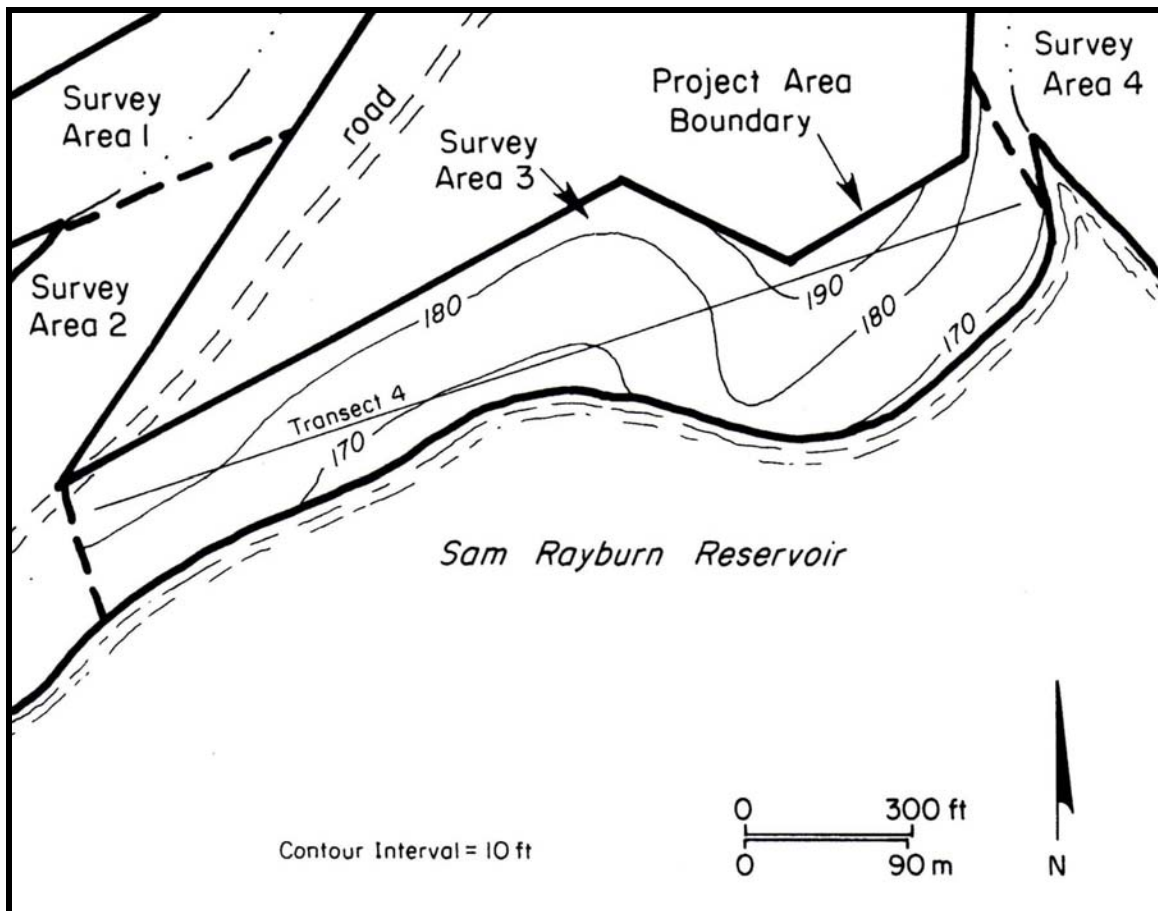 Survey
Area 1
Survey
Area 2
road
Survey
Area 3
Project Area
Boundary
Survey
Area 4
180
190
180
170
Transect 4
170
Sam Rayburn Reservoir
0 300 ft
0 90 m
Contour Interval = 10 ft
N